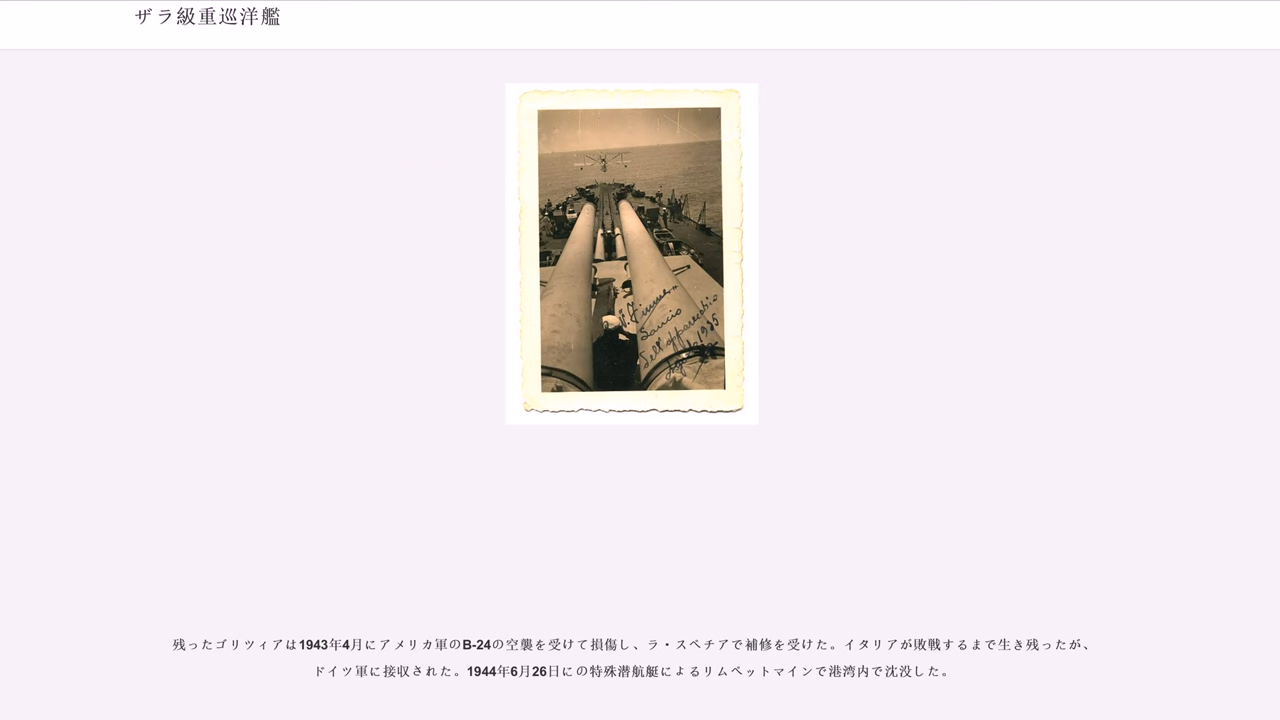 ザラ級重巡洋艦
Lancio
dell'apparecchio
1935
残ったゴリツィアは1943年4月にアメリカ軍のB-24の空襲を受けて損傷し、ラ・スペチアで補修を受けた。イタリアが敗戦するまで生き残ったが、
ドイツ軍に接収された。1944年6月26日にの特殊潜航艇によるリムペットマインで港湾内で沈没した。